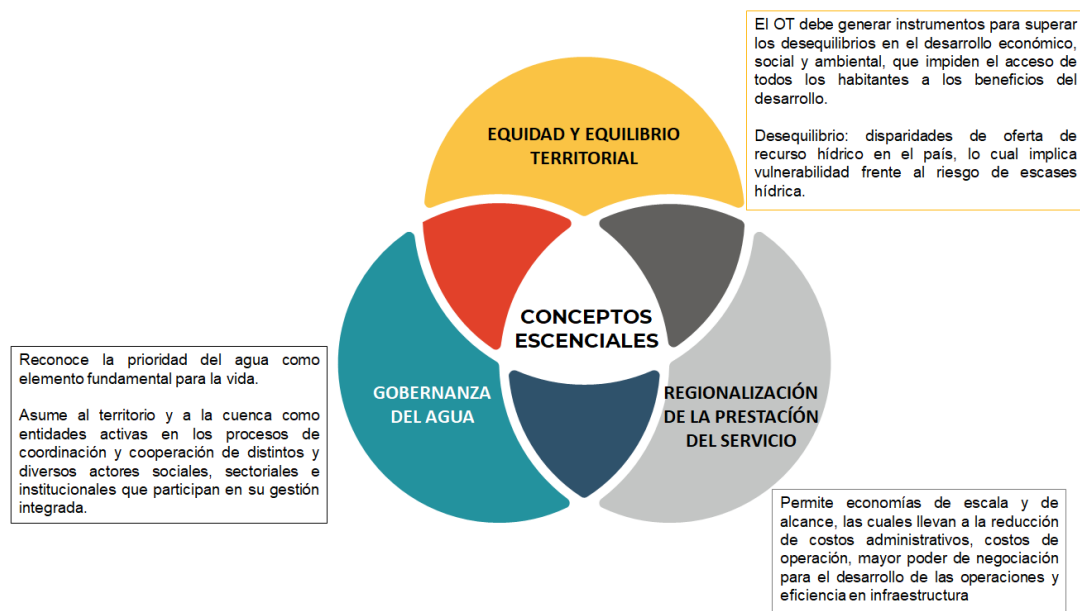 El OT debe generar instrumentos para superar
los desequilibrios en el desarrollo económico,
social y ambiental, que impiden el acceso de
todos los habitantes a los beneficios del
desarrollo.
Desequilibrio: disparidades de oferta de
recurso hídrico en el país, lo cual implica
vulnerabilidad frente al riesgo de escases
hídrica.
EQUIDAD Y EQUILIBRIO
TERRITORIAL
CONCEPTOS
ESCENCIALES
Reconoce la prioridad del agua como
elemento fundamental para la vida.
Asume al territorio y a la cuenca como
entidades activas en los procesos de
coordinación y cooperación de distintos y
diversos actores sociales, sectoriales e
institucionales que participan en su gestión
integrada.
GOBERNANZA
DEL AGUA
REGIONALIZACIÓN
DE LA PRESTACÍÓN
DEL SERVICIO
Permite economías de escala y de
alcance, las cuales llevan a la reducción
de costos administrativos, costos de
operación, mayor poder de negociación
para el desarrollo de las operaciones y
eficiencia en infraestructura